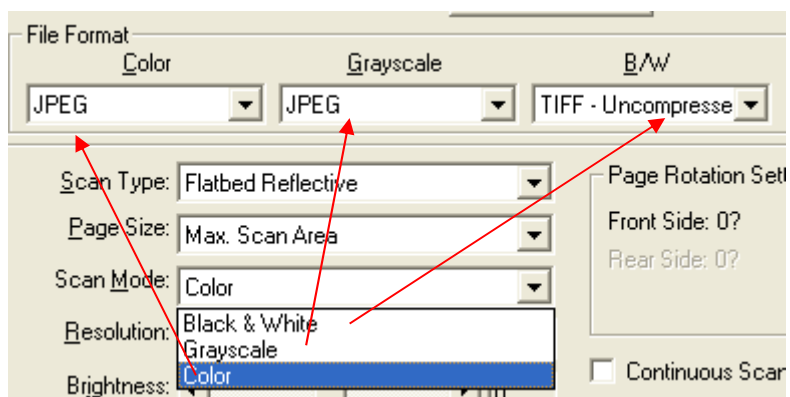 File Format
Color Grayscale B/W
JPEG JPEG TIFF - Uncompresse
Scan Type: Flatbed Reflective
Page Size: Max. Scan Area
Scan Mode: Color
Resolution: Black & White
Grayscale
Brightness: Color
Page Rotation Sett
Front Side: 0?
Rear Side: 0?
Continuous Scan